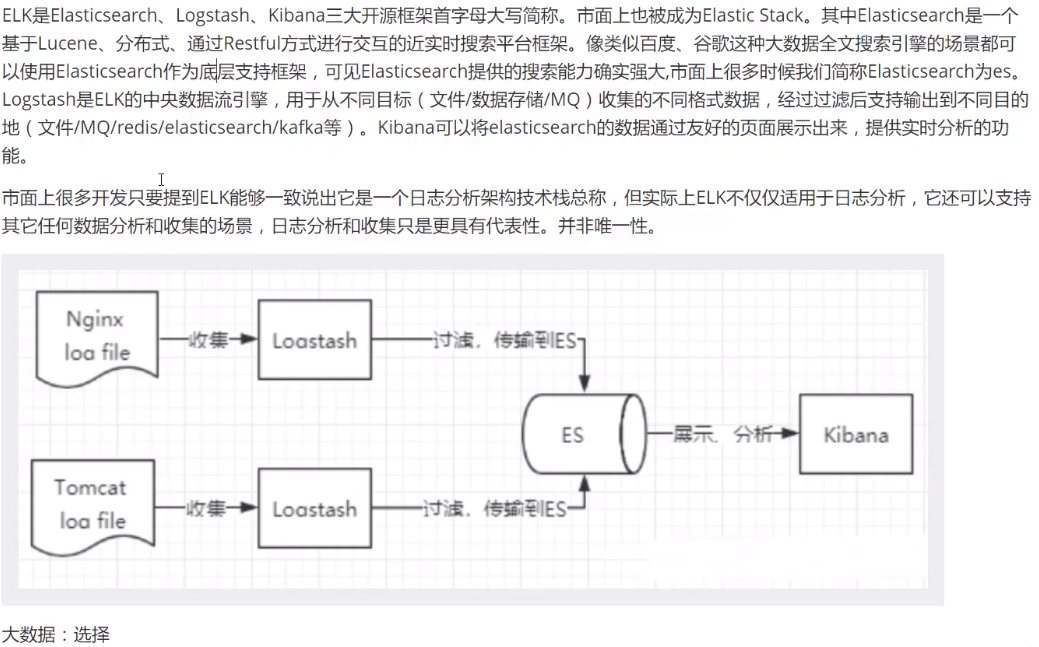 ELK是Elasticsearch、Logstash、Kibana三大开源框架首字母大写简称。市面上也被成为Elastic Stack。其中Elasticsearch是一个
基于Lucene、分布式、通过Restful方式进行交互的近实时搜索平台框架。像类似百度、谷歌这种大数据全文搜索引擎的场景都可
以使用Elasticsearch作为底层支持框架，可见Elasticsearch提供的搜索能力确实强大,市面上很多时候我们简称Elasticsearch为es。
Logstash是ELK的中央数据流引擎，用于从不同目标（文件/数据存储/MQ）收集的不同格式数据，经过过滤后支持输出到不同目的
地（文件/MQ/redis/elasticsearch/kafka等）。Kibana可以将elasticsearch的数据通过友好的页面展示出来，提供实时分析的功
能。
市面上很多开发只要提到ELK能够一致说出它是一个日志分析架构技术栈总称，但实际上ELK不仅仅适用于日志分析，它还可以支持
其它任何数据分析和收集的场景，日志分析和收集只是更具有代表性。并非唯一性。
Nginx
log file
收集
Logstash
过滤，传输到ES
ES
展示、分析
Kibana
Tomcat
log file
收集
Logstash
过滤，传输到ES
大数据：选择